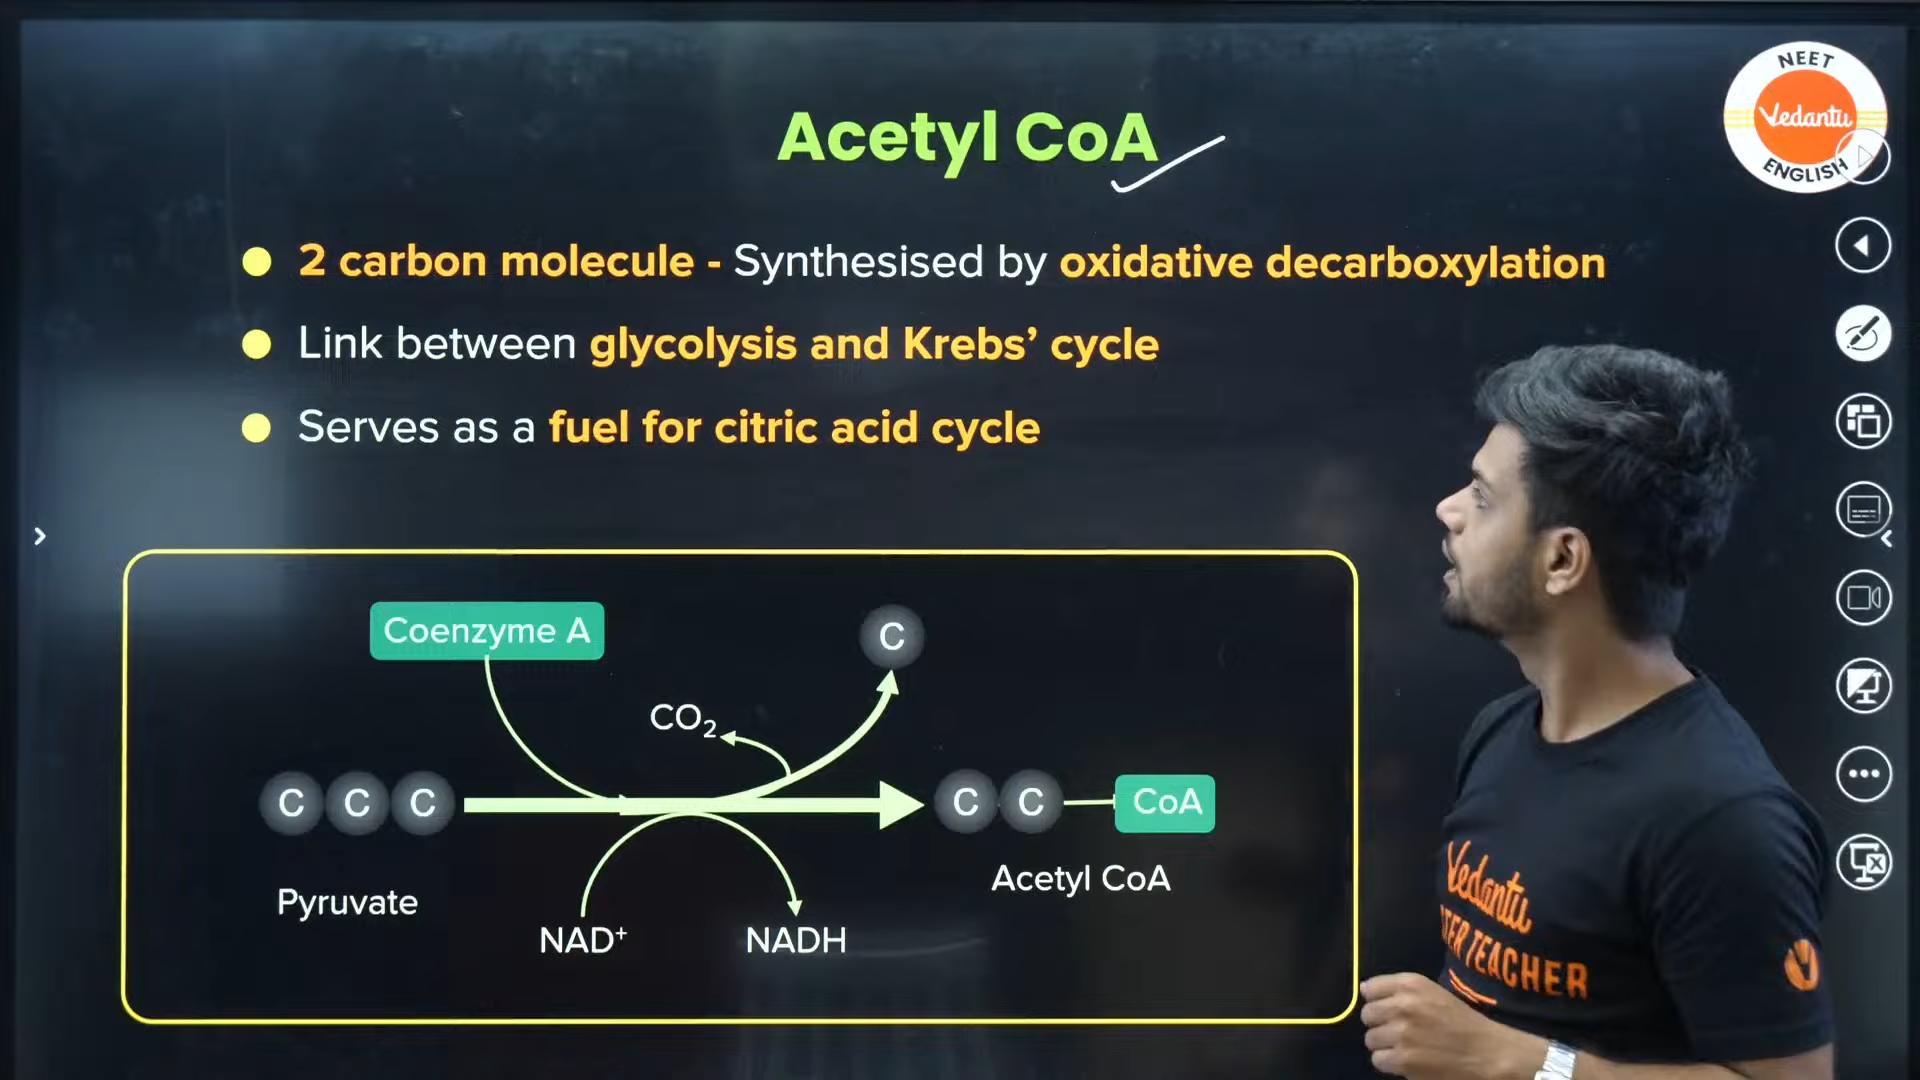 NEET
Vedantu
ENGLISH
Acetyl CoA
2 carbon molecule - Synthesised by oxidative decarboxylation
Link between glycolysis and Krebs’ cycle
Serves as a fuel for citric acid cycle
Coenzyme A
C
CO₂
C C C
C C CoA
Acetyl CoA
Pyruvate
NAD⁺
NADH
Vedantu
TEACHER